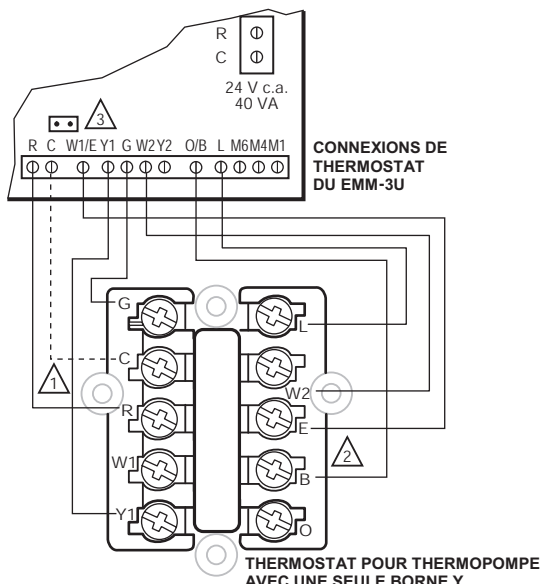 R
C
24 V c.a.
40 VA
3
R C W1/E Y1 G W2 Y2 O/B L M6 M4 M1
CONNEXIONS DE
THERMOSTAT
DU EMM-3U
G
L
C
1
W2
R
E
2
W1
B
Y1
O
THERMOSTAT POUR THERMOPOMPE
AVEC UNE SEULE BORNE Y